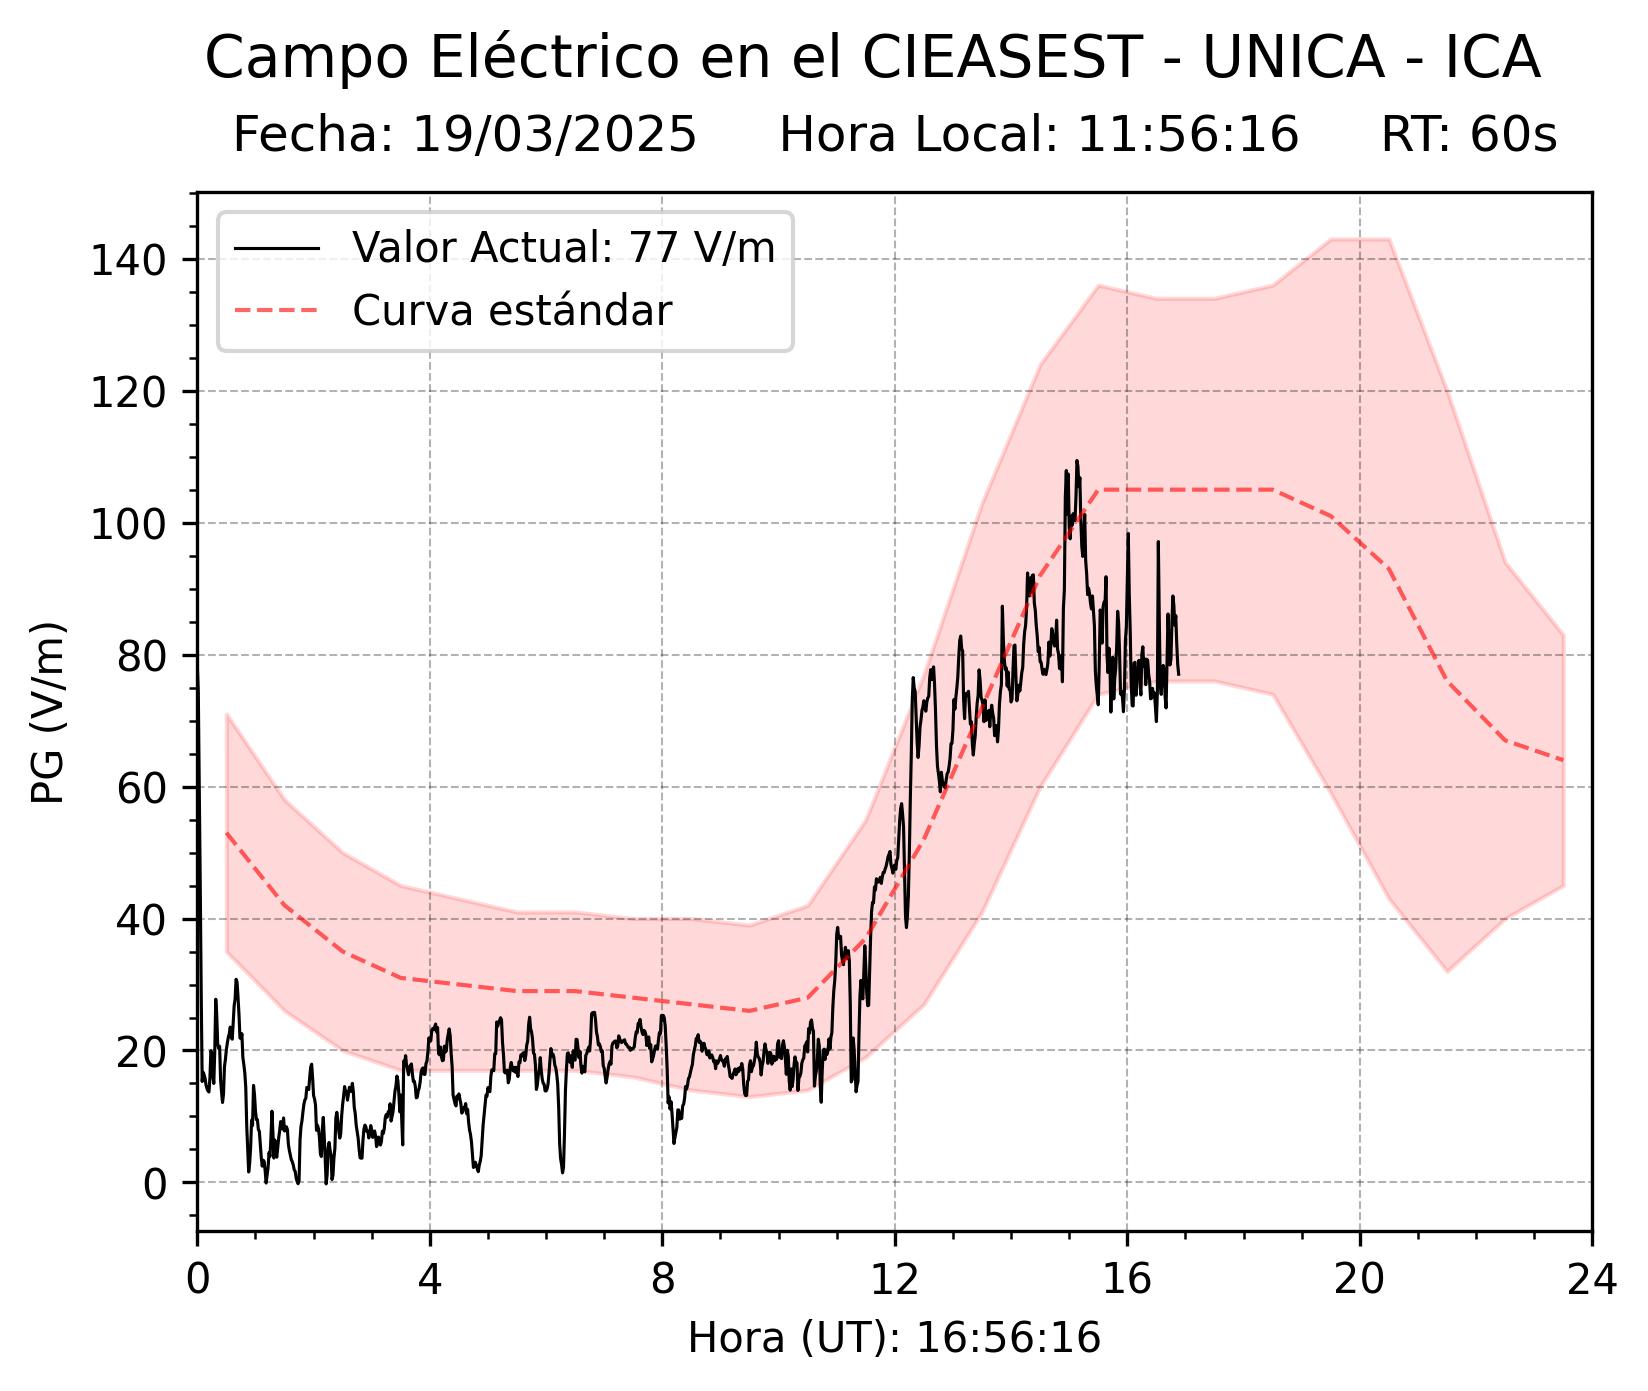 Campo Eléctrico en el CIEASEST - UNICA - ICA
Fecha: 19/03/2025 Hora Local: 11:56:16 RT: 60s
Valor Actual: 77 V/m
Curva estándar
PG (V/m)
140
120
100
80
60
40
20
0
0 4 8 12 16 20 24
Hora (UT): 16:56:16